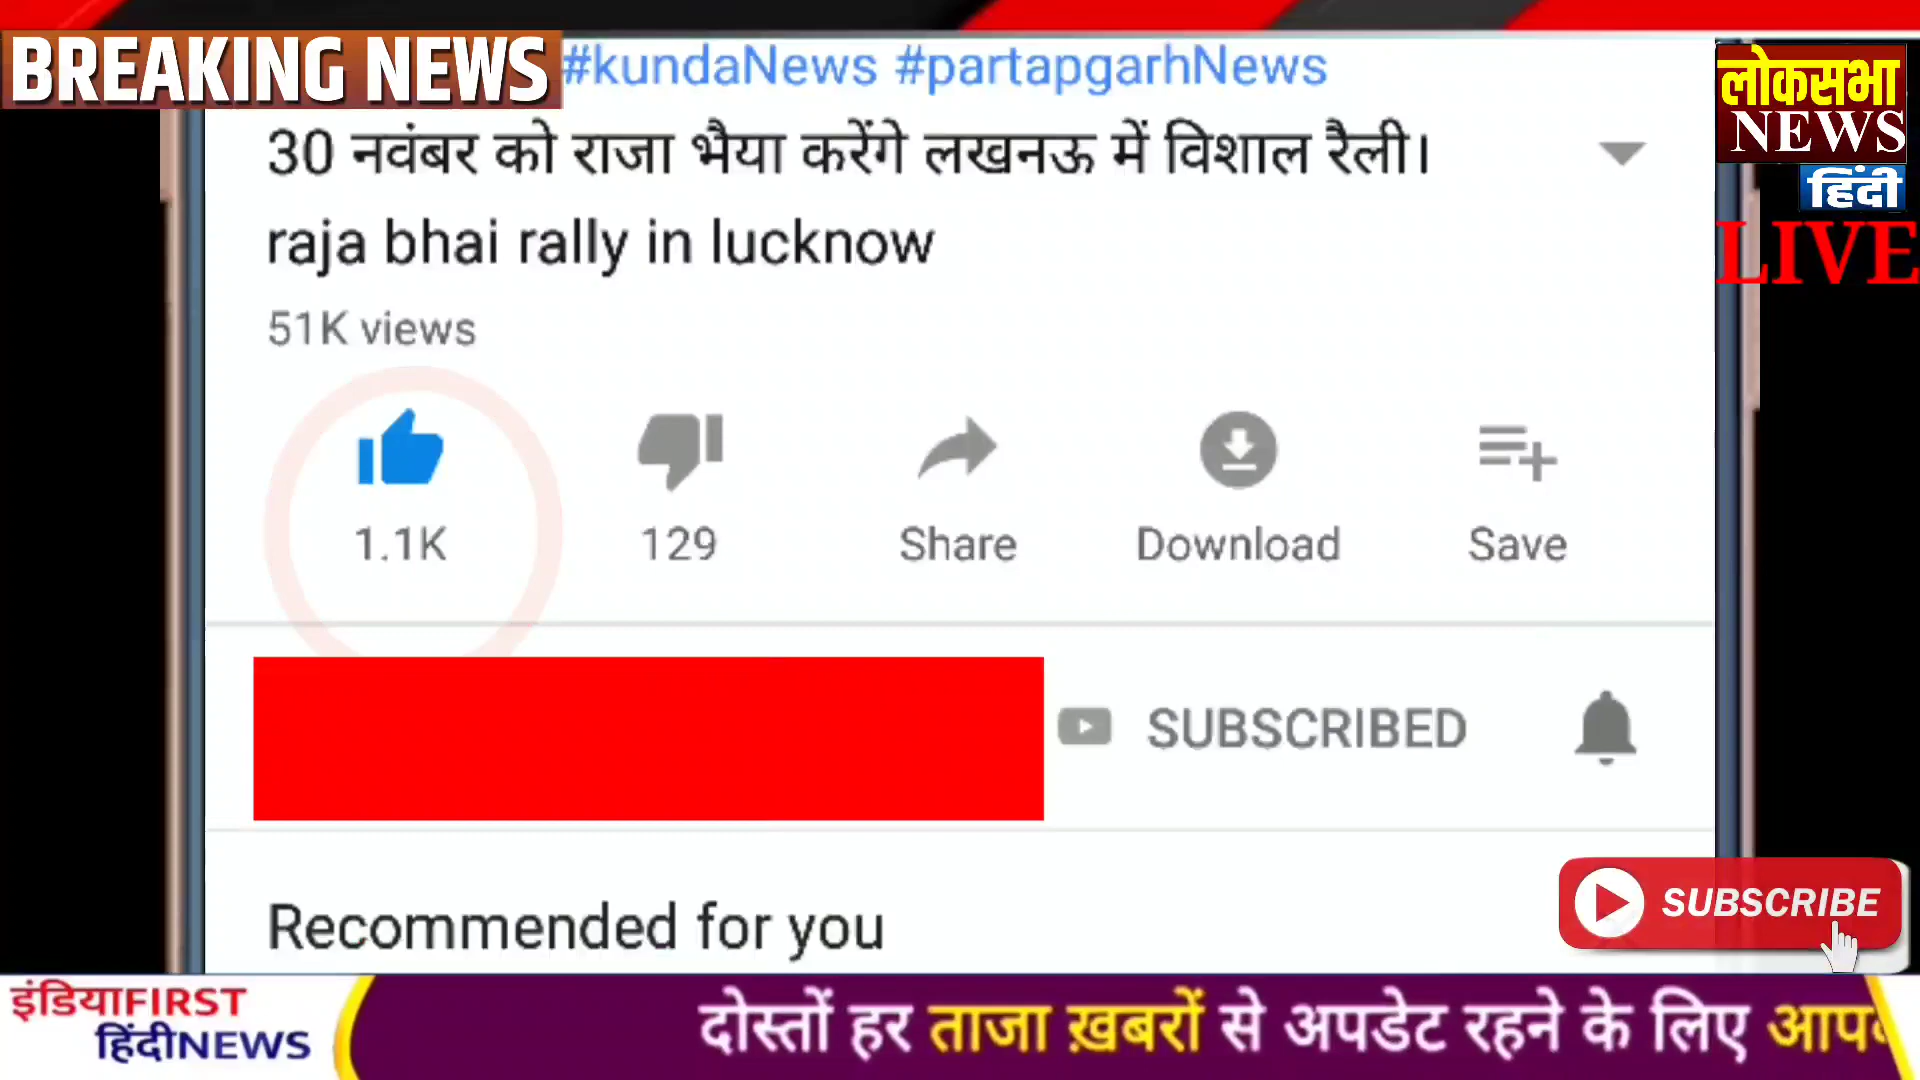 BREAKING NEWS
#kundaNews #partapgarhNews
लोकसभा
NEWS
हिंदी
LIVE
30 नवंबर को राजा भैया करेंगे लखनऊ में विशाल रैली।
raja bhai rally in lucknow
51K views
1.1K 129 Share Download Save
SUBSCRIBED
Recommended for you
SUBSCRIBE
इंडियाFIRST
हिंदीNEWS
दोस्तों हर ताजा ख़बरों से अपडेट रहने के लिए